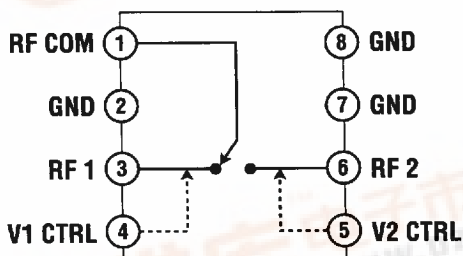 RF COM 1 8 GND
GND 2 7 GND
RF 1 3 6 RF 2
V1 CTRL 4 5 V2 CTRL